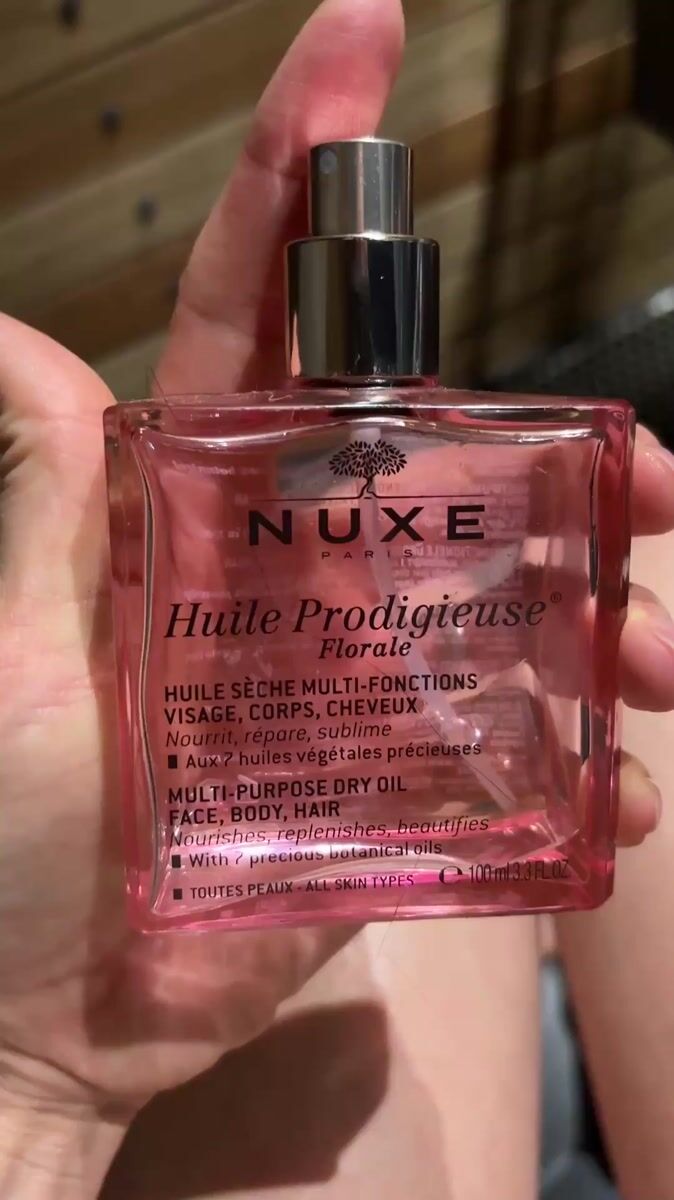 NUXE
PARIS
Huile Prodigieuse®
Florale
HUILE SÈCHE MULTI-FONCTIONS
VISAGE, CORPS, CHEVEUX
Nourrit, répare, sublime
■ Aux 7 huiles végétales précieuses
MULTI-PURPOSE DRY OIL
FACE, BODY, HAIR
Nourishes, replenishes, beautifies
■ With 7 precious botanical oils
■ TOUTES PEAUX - ALL SKIN TYPES ℮ 100 ml 3.3 FL.OZ.